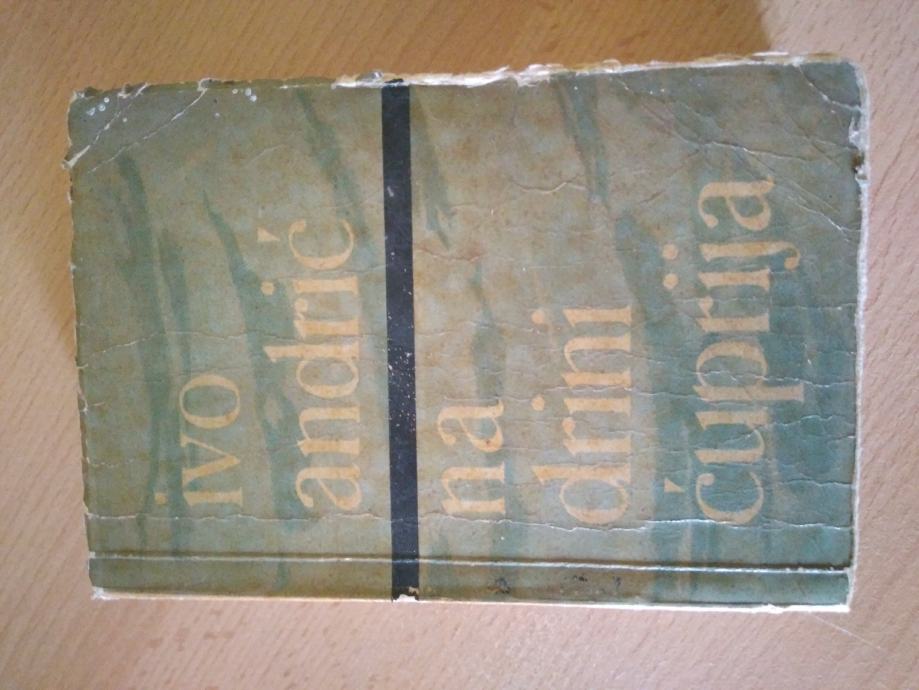 ivo
andrić
na
drini
ćuprija